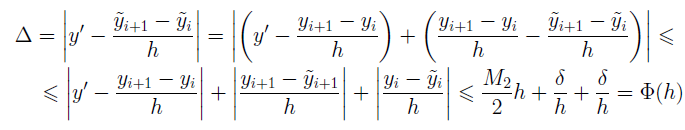 Δ = |y′ − (ỹ_{i+1} − ỹ_i)/h| = |(y′ − (y_{i+1} − y_i)/h) + ((y_{i+1} − y_i)/h − (ỹ_{i+1} − ỹ_i)/h)| ⩽
⩽ |y′ − (y_{i+1} − y_i)/h| + |(y_{i+1} − ỹ_{i+1})/h| + |(y_i − ỹ_i)/h| ⩽ (M_2/2)h + δ/h + δ/h = Φ(h)